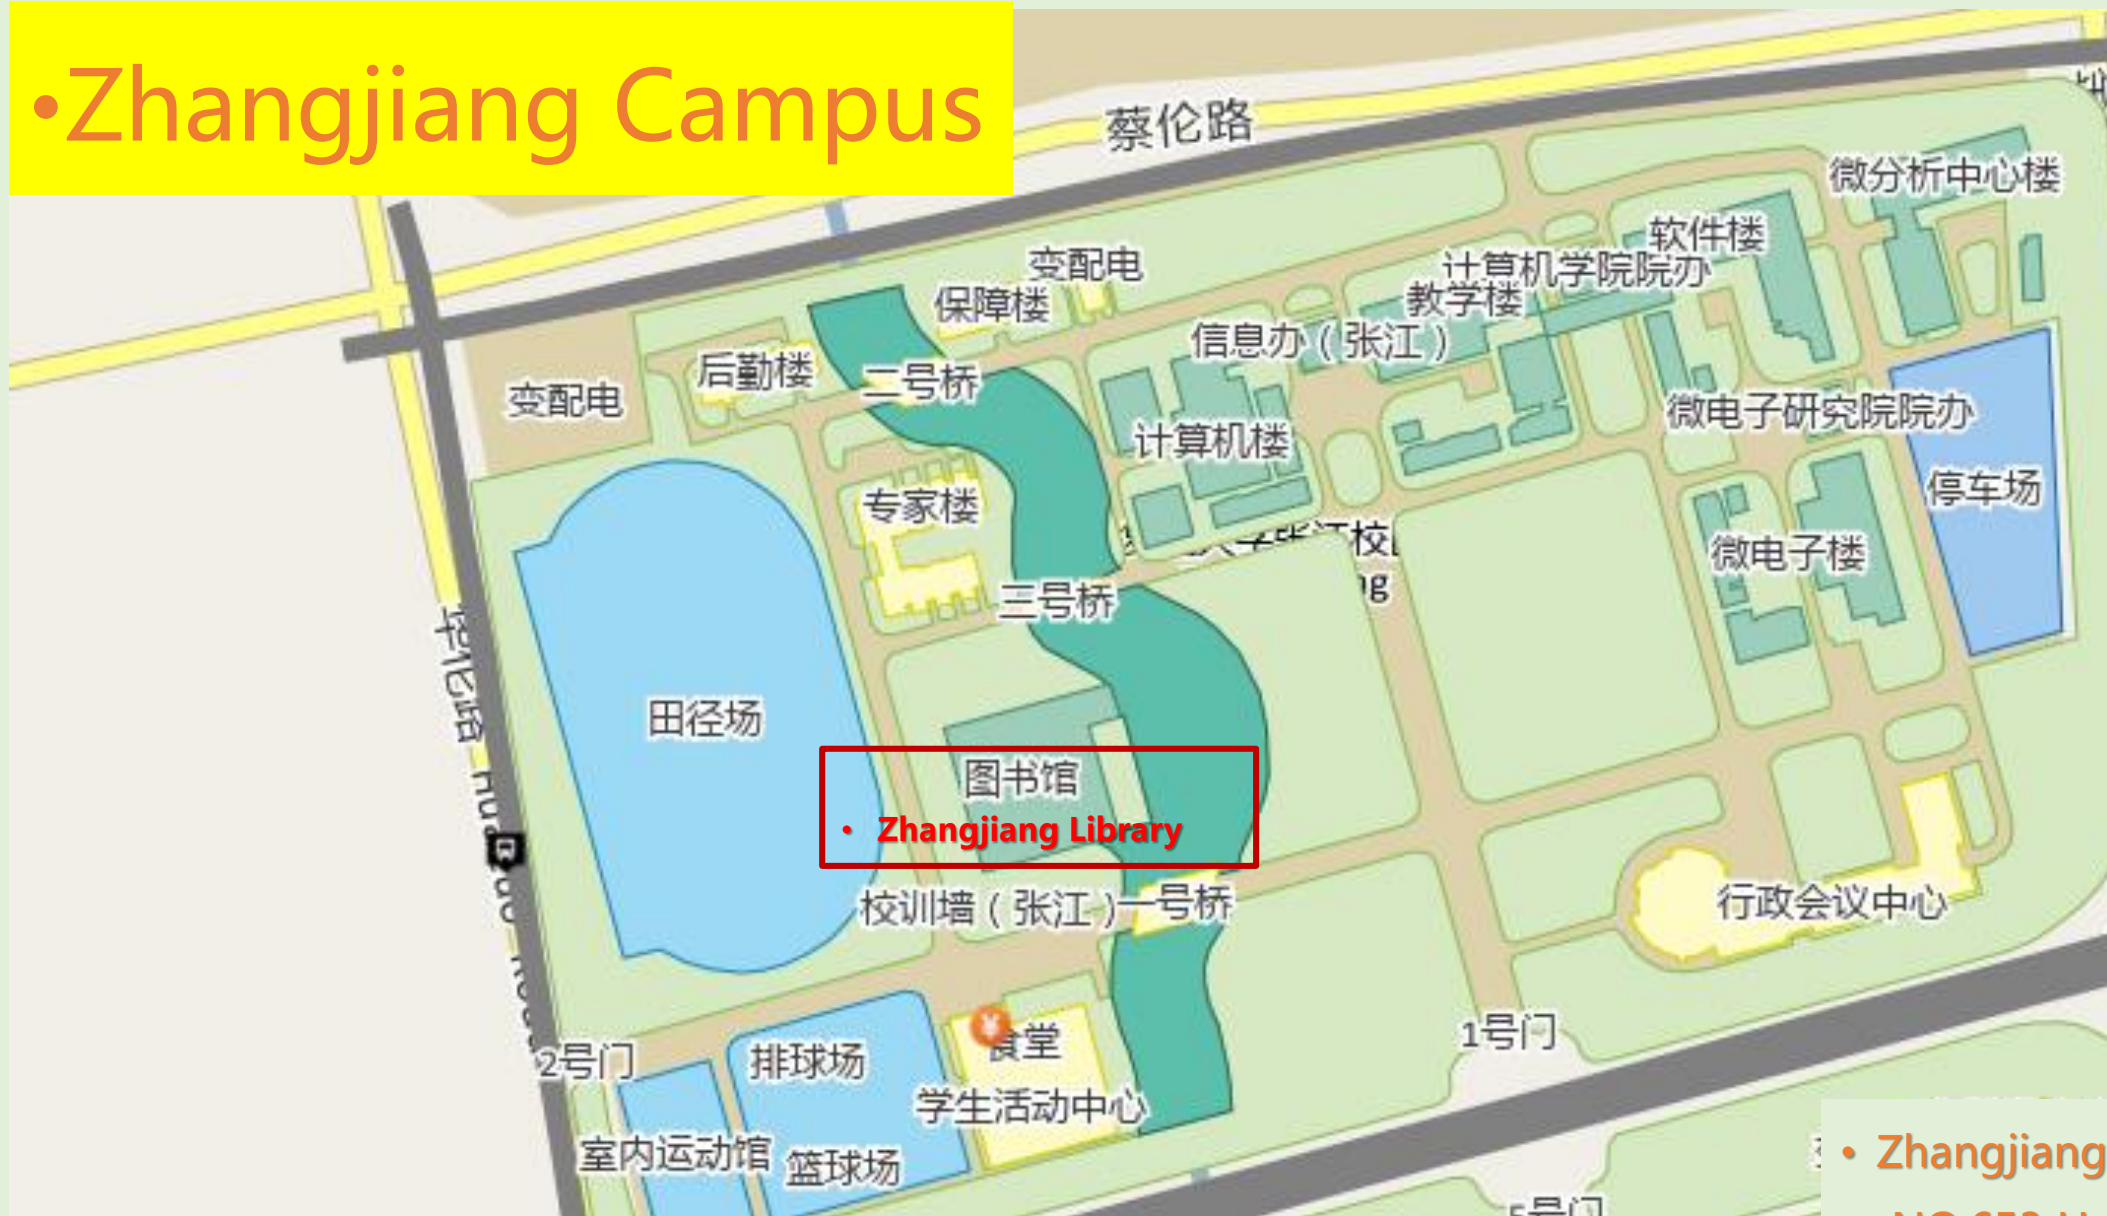 •Zhangjiang Campus
蔡伦路
微分析中心楼
软件楼
变配电
计算机学院院办
保障楼
教学楼
信息办（张江）
后勤楼
二号桥
变配电
微电子研究院院办
计算机楼
停车场
专家楼
微电子楼
三号桥
田径场
图书馆
• Zhangjiang Library
校训墙（张江）
一号桥
行政会议中心
1号门
食堂
2号门
排球场
学生活动中心
室内运动馆
篮球场
• Zhangjiang
5号门